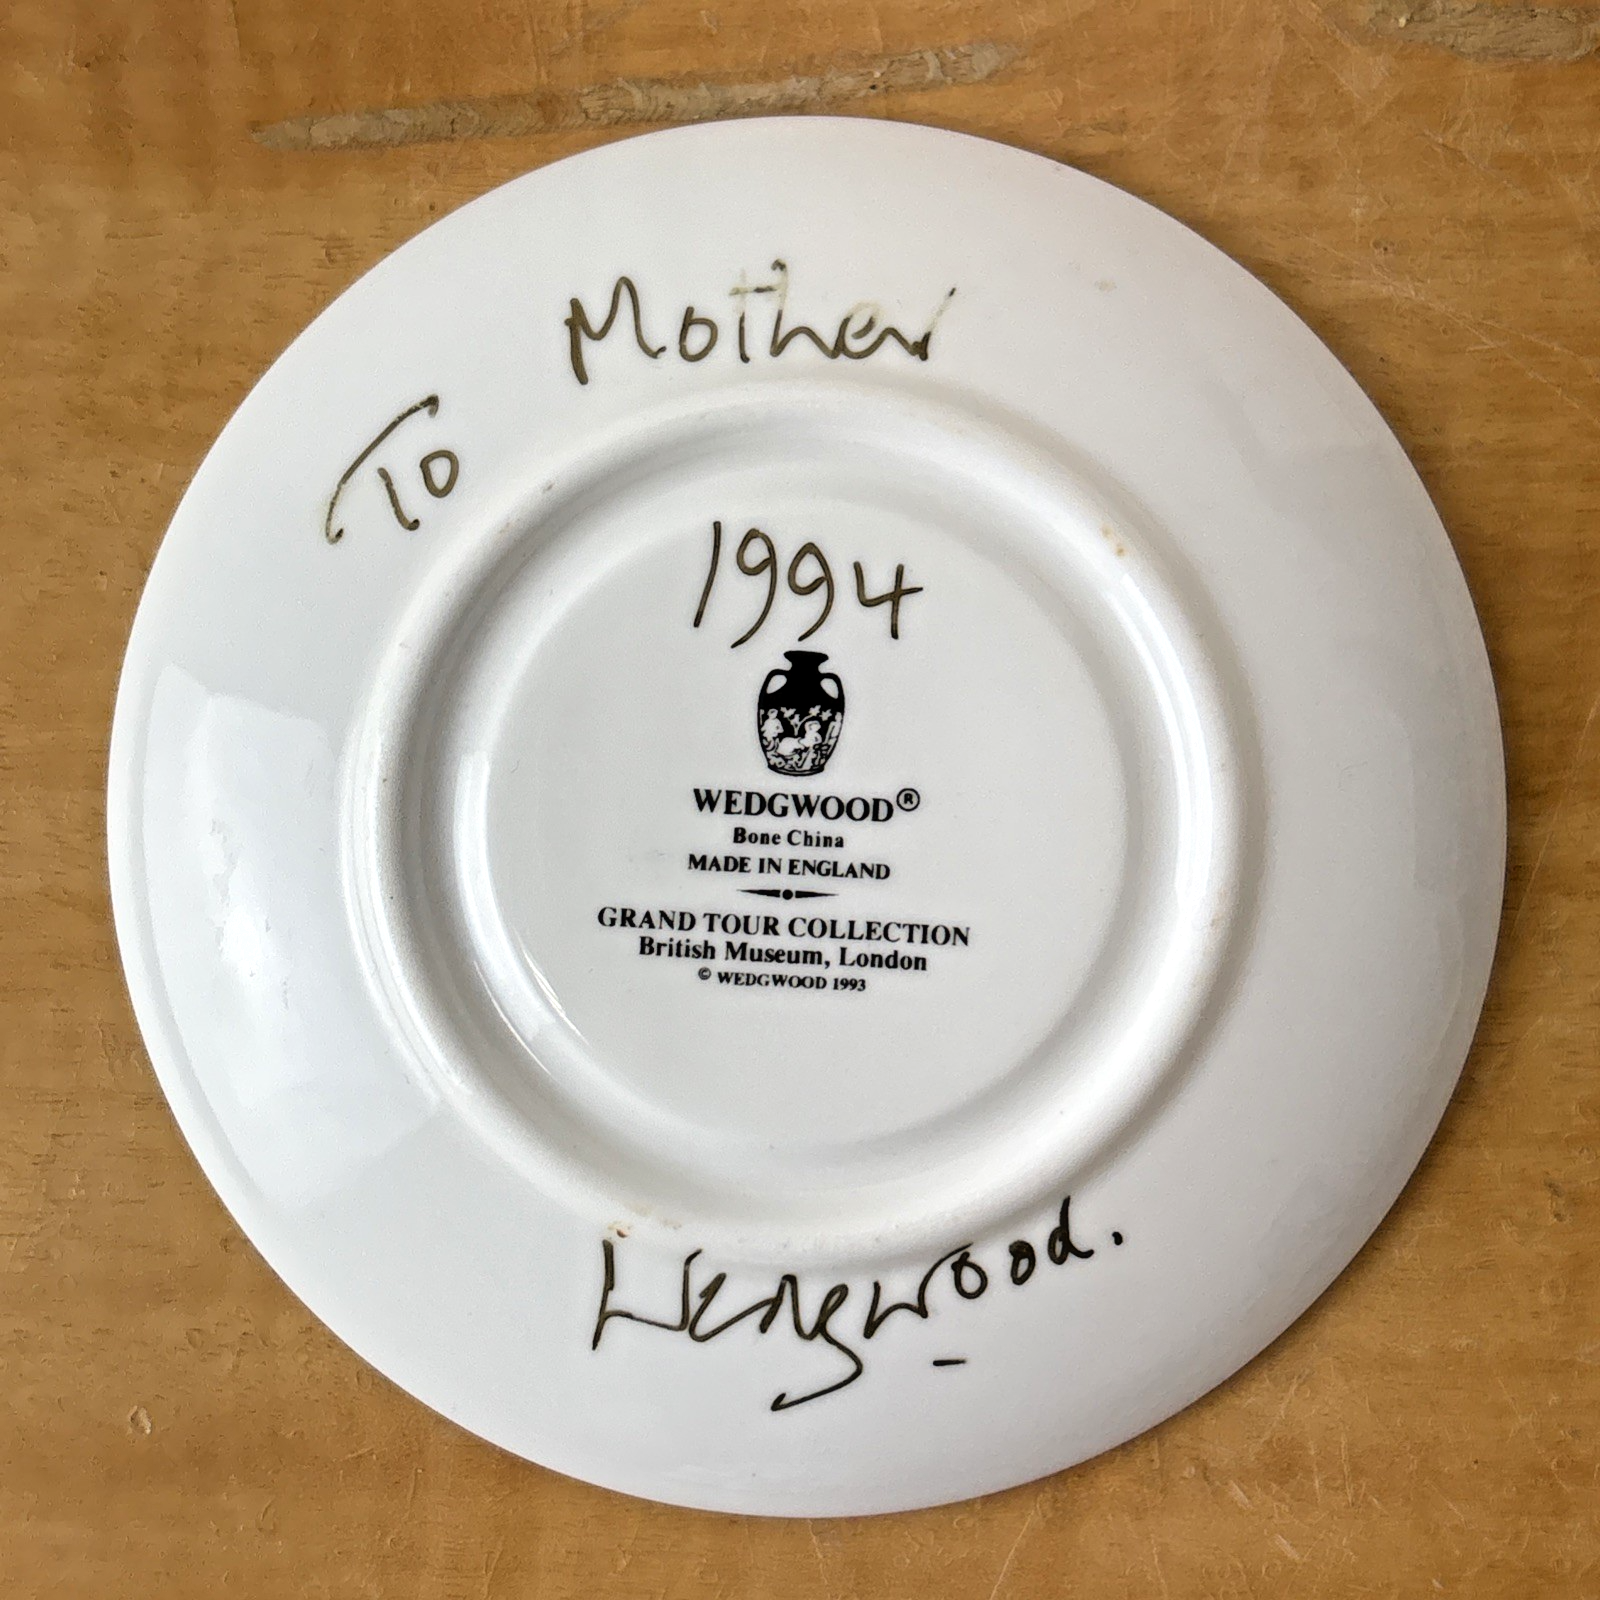 To Mother
1994
WEDGWOOD®
Bone China
MADE IN ENGLAND
GRAND TOUR COLLECTION
British Museum, London
© WEDGWOOD 1993
Wedgwood.